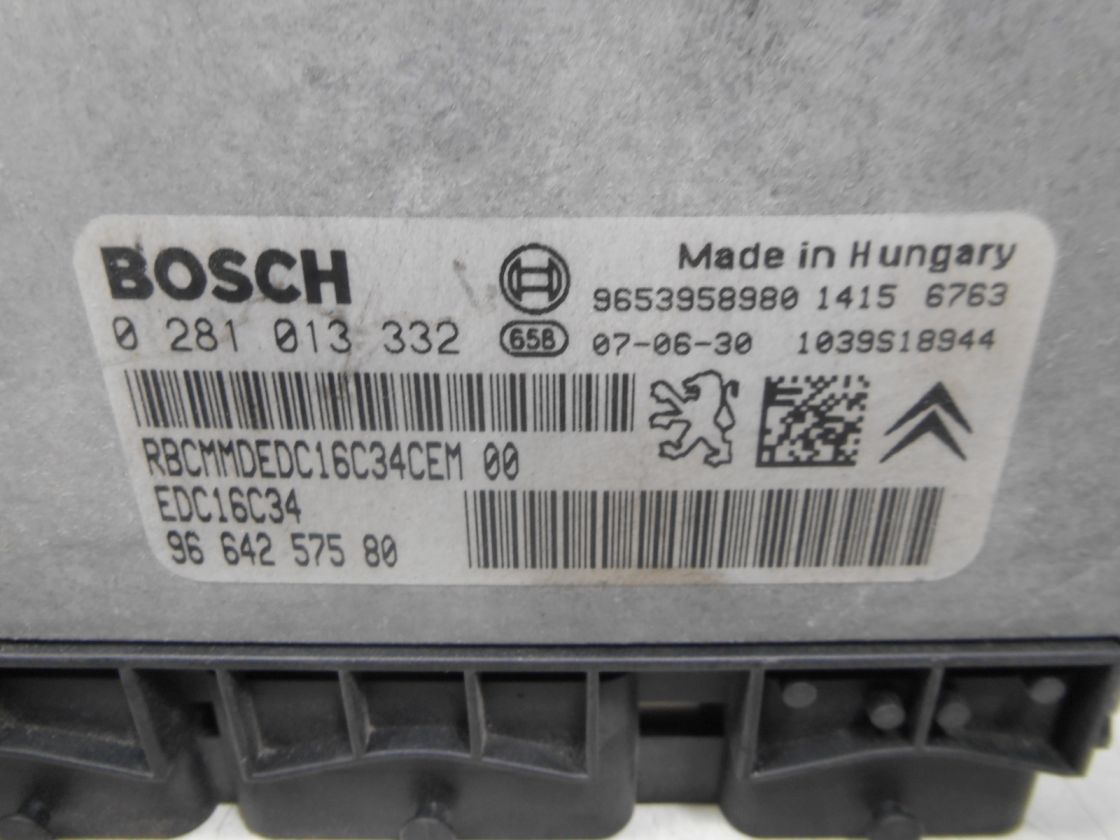 BOSCH
Made in Hungary
9653958980 1415 6763
0 281 013 332
65B
07-06-30 1039S18944
RBCMMDEDC16C34CEM 00
EDC16C34
96 642 575 80